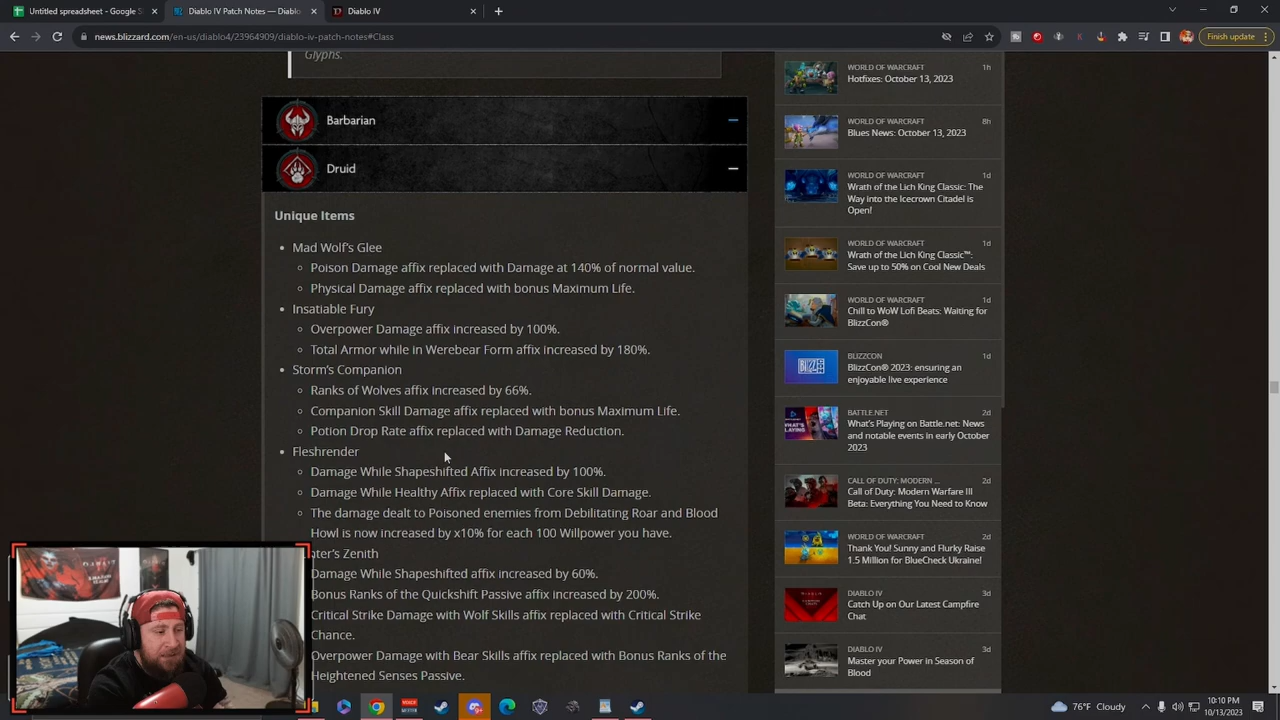 Untitled spreadsheet - Google S
Diablo IV Patch Notes — Diablo
Diablo IV
news.blizzard.com/en-us/diablo4/23964909/diablo-iv-patch-notes#Class
Finish update
Glyphs.
Barbarian
Druid
Unique Items
Mad Wolf's Glee
Poison Damage affix replaced with Damage at 140% of normal value.
Physical Damage affix replaced with bonus Maximum Life.
Insatiable Fury
Overpower Damage affix increased by 100%.
Total Armor while in Werebear Form affix increased by 180%.
Storm's Companion
Ranks of Wolves affix increased by 66%.
Companion Skill Damage affix replaced with bonus Maximum Life.
Potion Drop Rate affix replaced with Damage Reduction.
Fleshrender
Damage While Shapeshifted Affix increased by 100%.
Damage While Healthy Affix replaced with Core Skill Damage.
The damage dealt to Poisoned enemies from Debilitating Roar and Blood
Howl is now increased by x10% for each 100 Willpower you have.
ter's Zenith
Damage While Shapeshifted affix increased by 60%.
Bonus Ranks of the Quickshift Passive affix increased by 200%.
Critical Strike Damage with Wolf Skills affix replaced with Critical Strike
Chance.
Overpower Damage with Bear Skills affix replaced with Bonus Ranks of the
Heightened Senses Passive.
WORLD OF WARCRAFT 1h
Hotfixes: October 13, 2023
WORLD OF WARCRAFT 8h
Blues News: October 13, 2023
WORLD OF WARCRAFT 1d
Wrath of the Lich King Classic: The
Way into the Icecrown Citadel is
Open!
WORLD OF WARCRAFT 1d
Wrath of the Lich King Classic™:
Save up to 50% on Cool New Deals
WORLD OF WARCRAFT 1d
Chill to WoW Lofi Beats: Waiting for
BlizzCon®
BLIZZCON 1d
BlizzCon® 2023: ensuring an
enjoyable live experience
BATTLE.NET 2d
What's Playing on Battle.net: News
and notable events in early October
2023
CALL OF DUTY: MODERN ... 2d
Call of Duty: Modern Warfare III
Beta: Everything You Need to Know
WORLD OF WARCRAFT 2d
Thank You! Sunny and Flurky Raise
1.5 Million for BlueCheck Ukraine!
DIABLO IV 3d
Catch Up on Our Latest Campfire
Chat
DIABLO IV 3d
Master your Power in Season of
Blood
76°F Cloudy
10:10 PM
10/13/2023